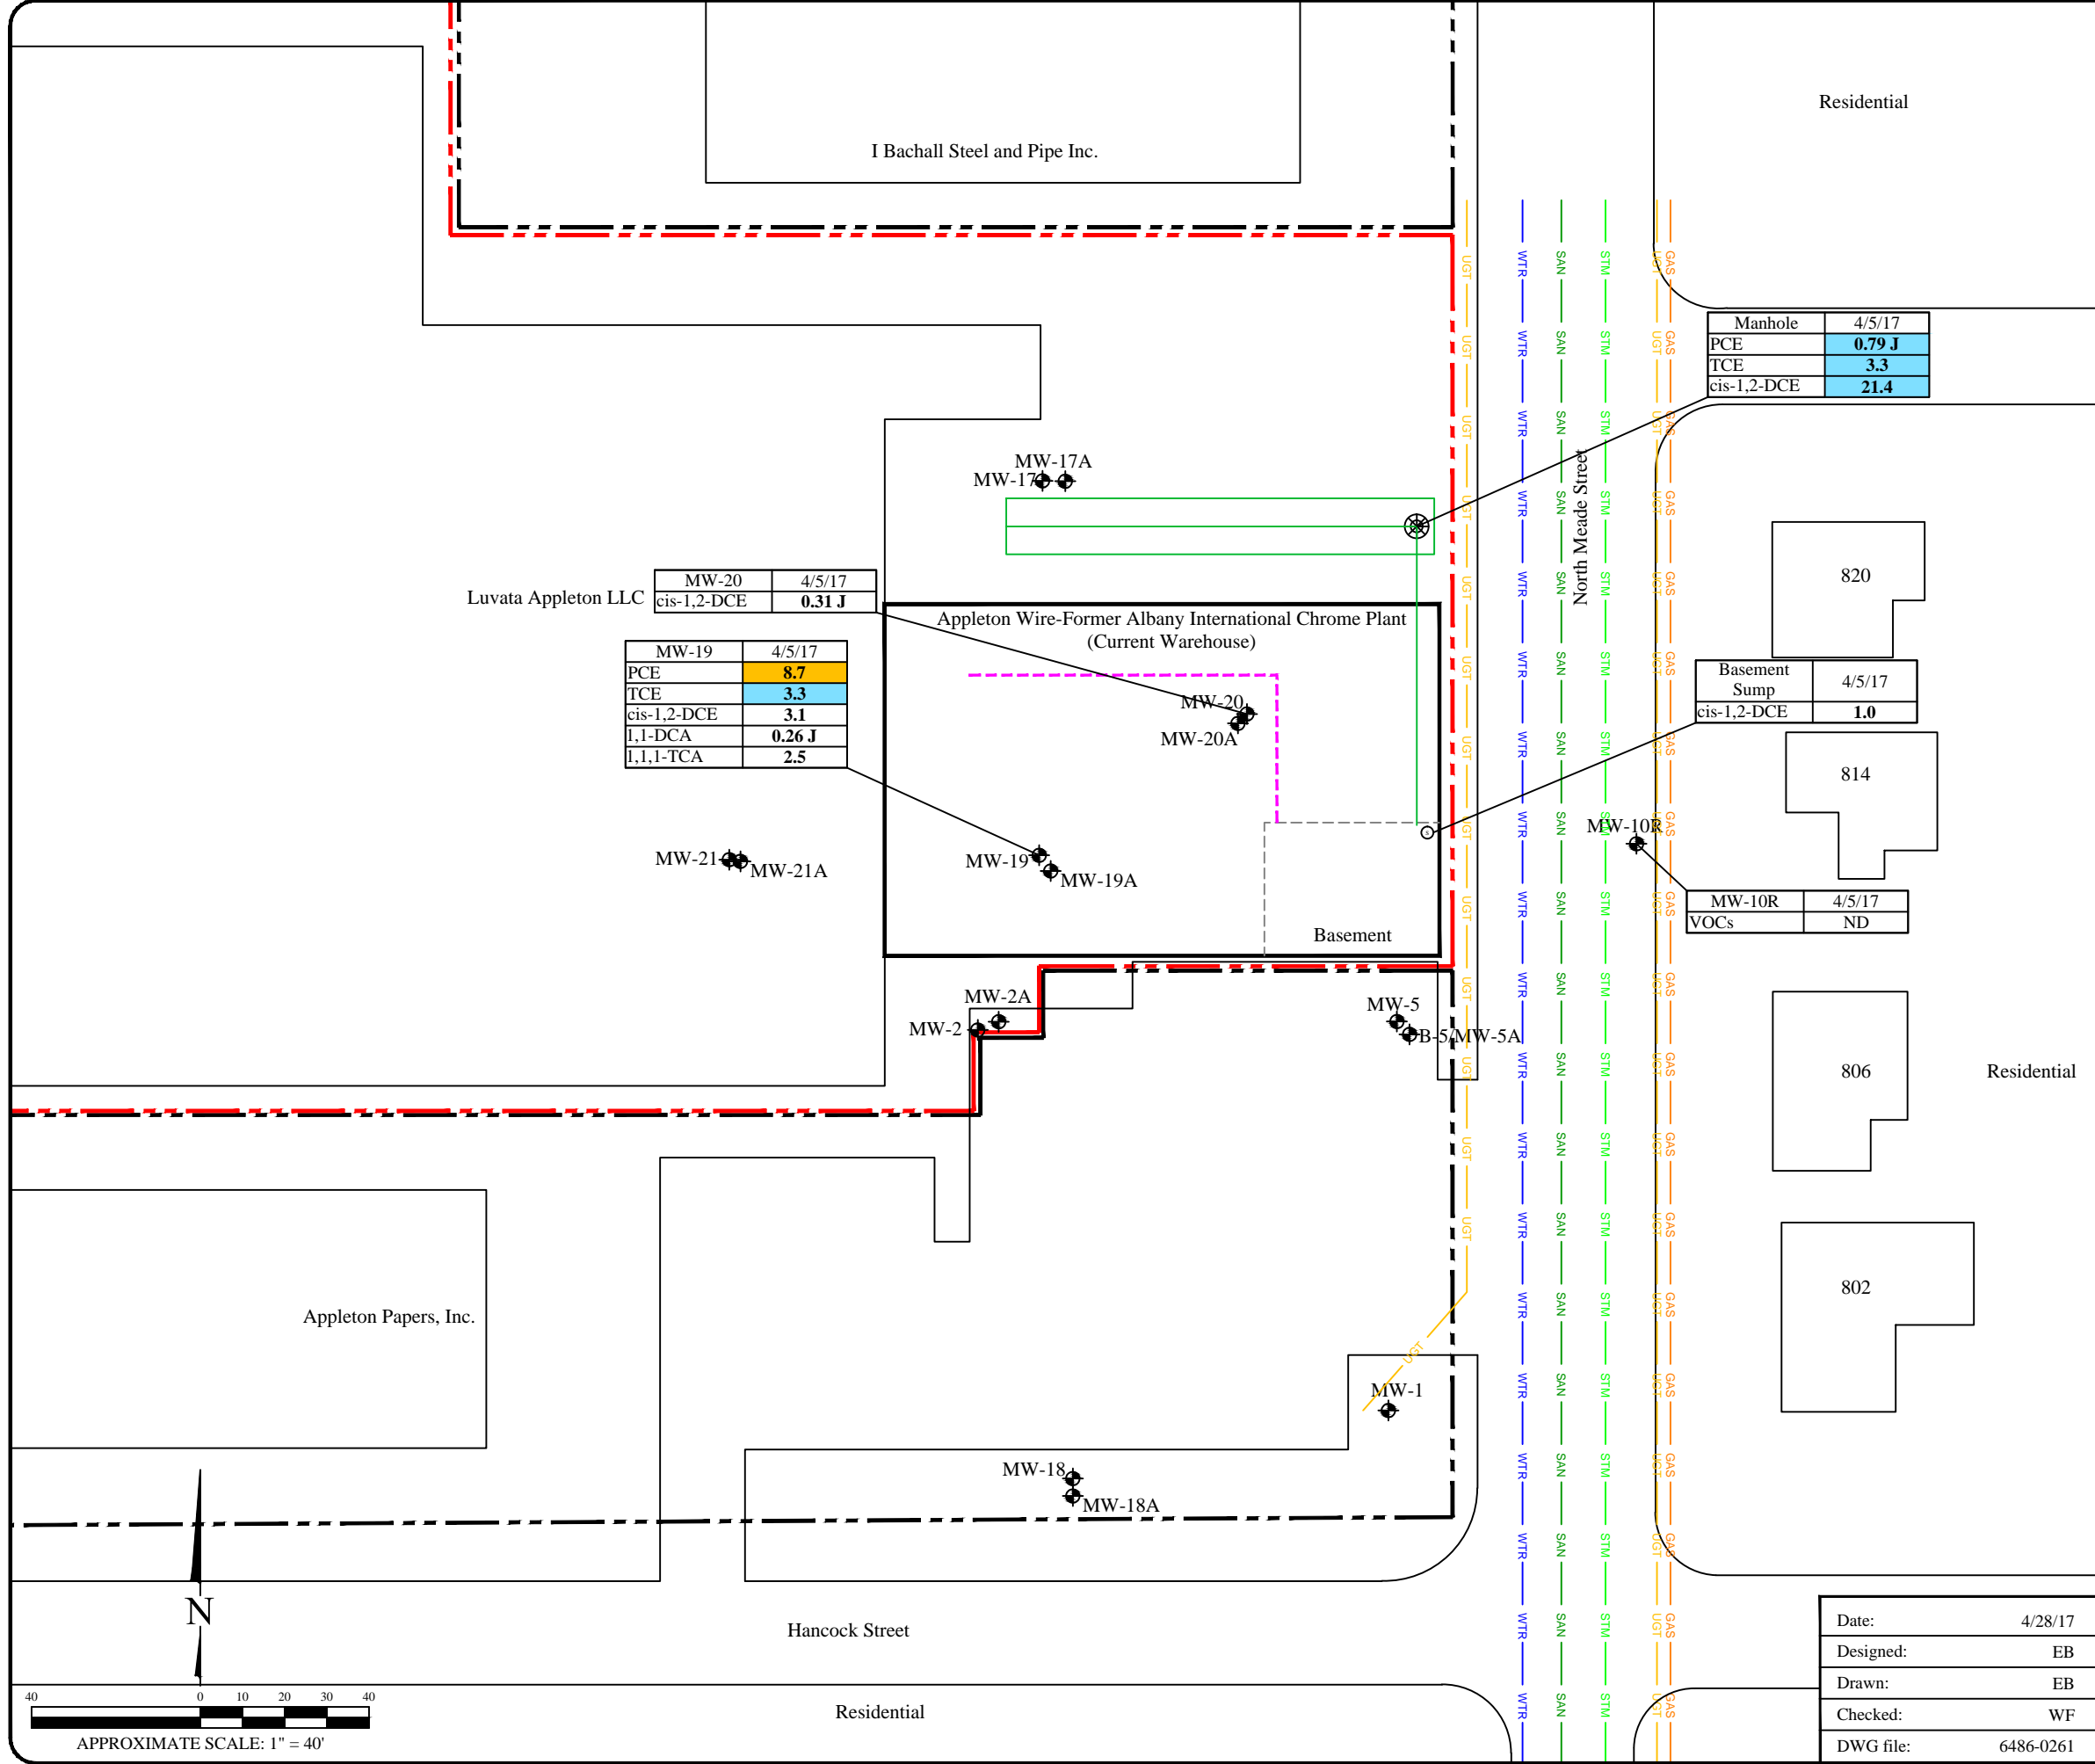 Residential
I Bachall Steel and Pipe Inc.
Manhole 4/5/17
PCE 0.79 J
TCE 3.3
cis-1,2-DCE 21.4
North Meade Street
MW-17A
MW-17
820
Luvata Appleton LLC
MW-20 4/5/17
cis-1,2-DCE 0.31 J
Appleton Wire-Former Albany International Chrome Plant
(Current Warehouse)
MW-19 4/5/17
PCE 8.7
TCE 3.3
cis-1,2-DCE 3.1
1,1-DCA 0.26 J
1,1,1-TCA 2.5
MW-20
MW-20A
Basement
Sump
4/5/17
cis-1,2-DCE 1.0
814
MW-10R
MW-21
MW-21A
MW-19
MW-19A
MW-10R 4/5/17
VOCs ND
Basement
MW-2A
MW-2
MW-5
B-5/MW-5A
806
Residential
802
Appleton Papers, Inc.
MW-1
MW-18
MW-18A
UGT
WTR
SAN
STM
UGT
GAS
N
Hancock Street
Residential
40 0 10 20 30 40
APPROXIMATE SCALE: 1" = 40'
Date: 4/28/17
Designed: EB
Drawn: EB
Checked: WF
DWG file: 6486-0261